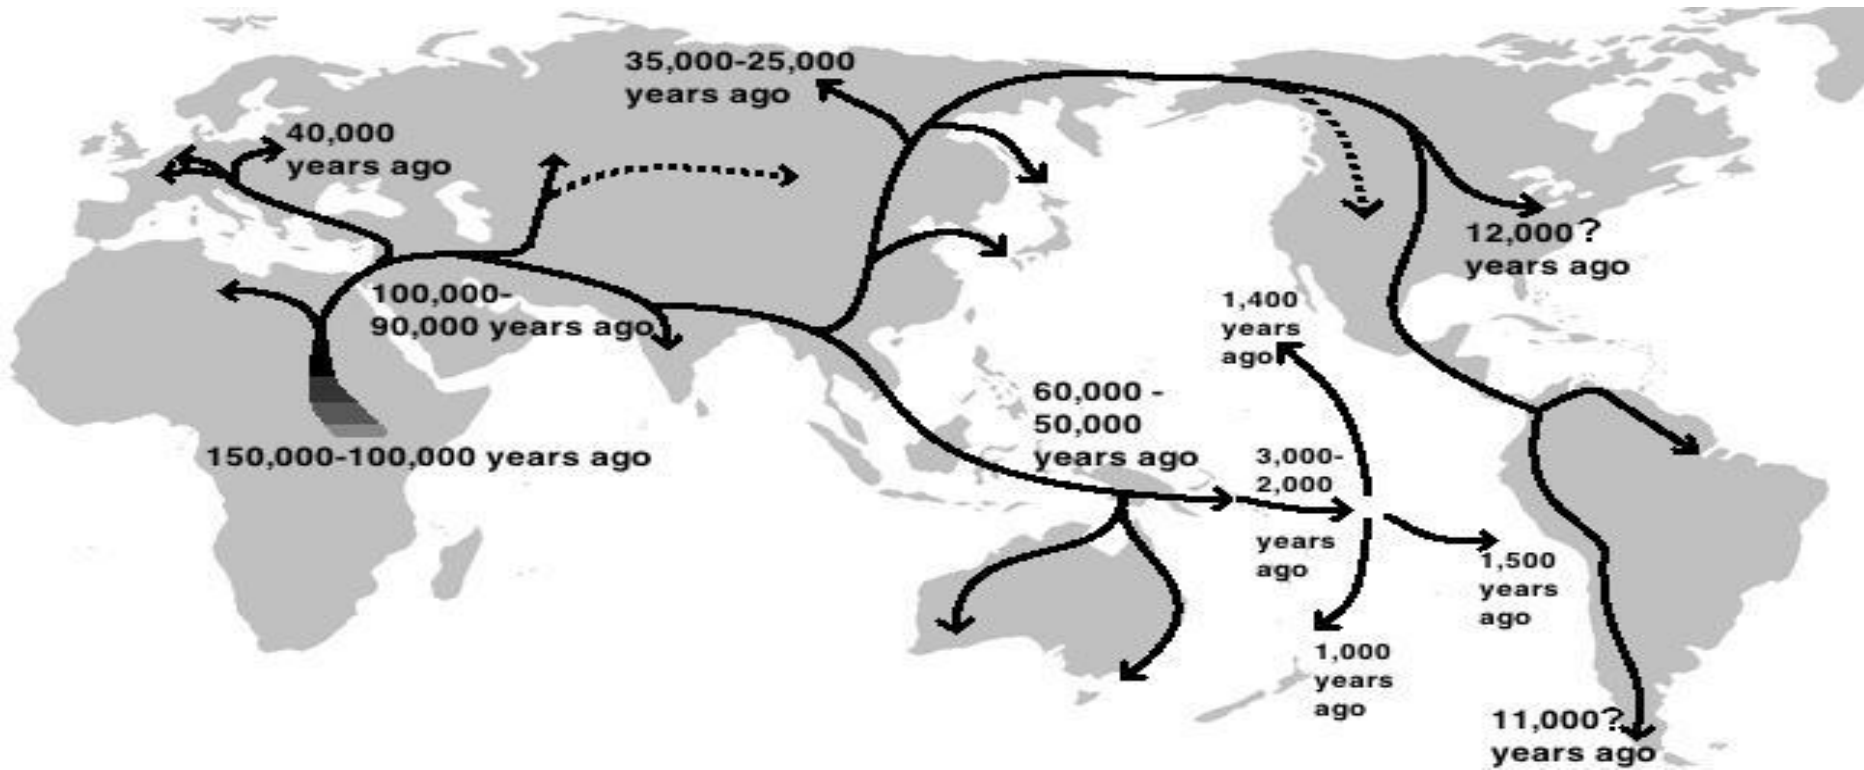 35,000-25,000
years ago
40,000
years ago
12,000?
years ago
100,000-
90,000 years ago
1,400
years
ago
60,000 -
50,000
years ago
150,000-100,000 years ago
3,000-
2,000
years
ago
1,500
years
ago
1,000
years
ago
11,000?
years ago